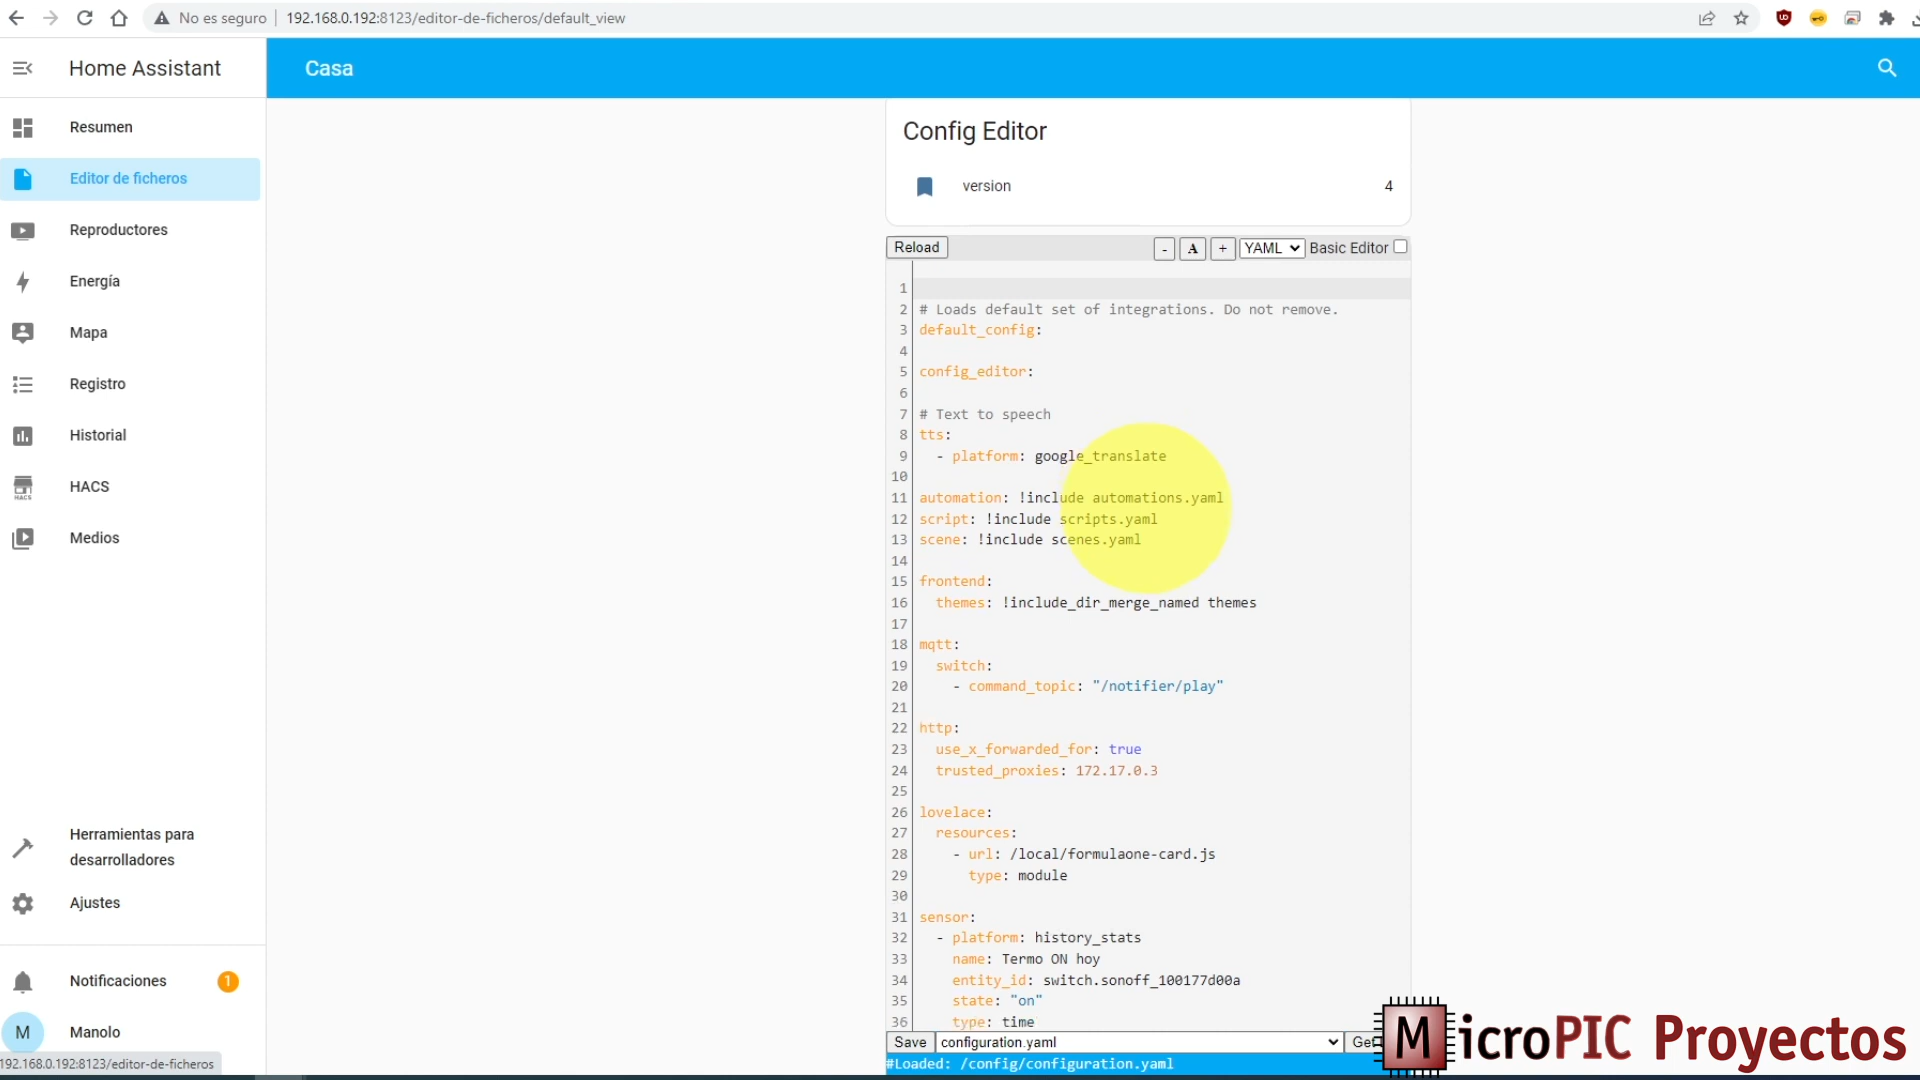 No es seguro
192.168.0.192:8123/editor-de-ficheros/default_view
Home Assistant
Casa
Resumen
Editor de ficheros
Reproductores
Energía
Mapa
Registro
Historial
HACS
HACS
Medios
Herramientas para
desarrolladores
Ajustes
Notificaciones
1
M
Manolo
192.168.0.192:8123/editor-de-ficheros
Config Editor
version
4
Reload
- A + YAML Basic Editor
1
2 # Loads default set of integrations. Do not remove.
3 default_config:
4
5 config_editor:
6
7 # Text to speech
8 tts:
9 - platform: google_translate
10
11 automation: !include automations.yaml
12 script: !include scripts.yaml
13 scene: !include scenes.yaml
14
15 frontend:
16 themes: !include_dir_merge_named themes
17
18 mqtt:
19 switch:
20 - command_topic: "/notifier/play"
21
22 http:
23 use_x_forwarded_for: true
24 trusted_proxies: 172.17.0.3
25
26 lovelace:
27 resources:
28 - url: /local/formulaone-card.js
29 type: module
30
31 sensor:
32 - platform: history_stats
33 name: Termo ON hoy
34 entity_id: switch.sonoff_100177d00a
35 state: "on"
36 type: time
Save configuration.yaml Get
#Loaded: /config/configuration.yaml
MicroPIC Proyectos